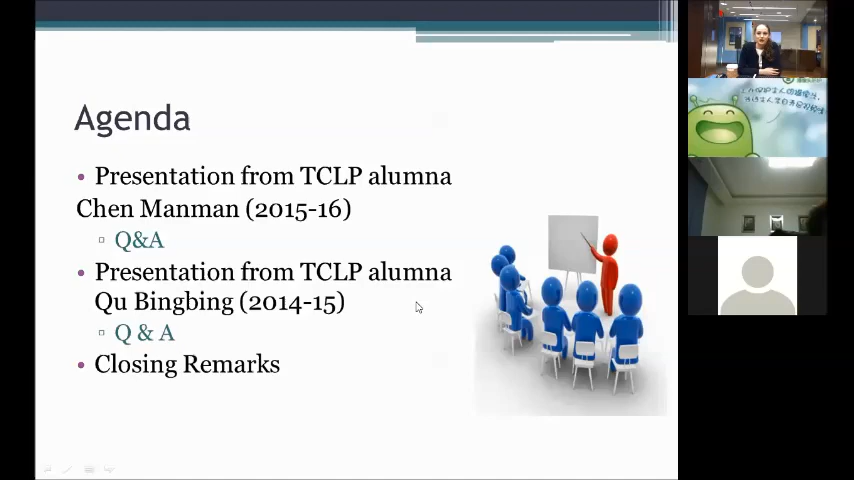 Agenda
• Presentation from TCLP alumna
Chen Manman (2015-16)
▫ Q&A
• Presentation from TCLP alumna
Qu Bingbing (2014-15)
▫ Q & A
• Closing Remarks